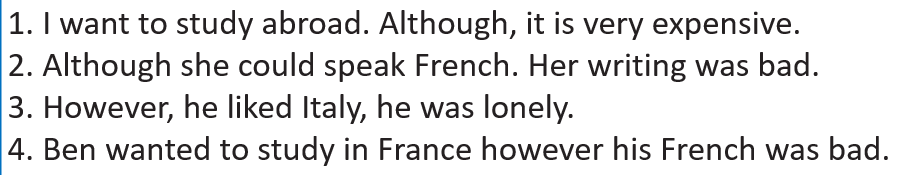 1. I want to study abroad. Although, it is very expensive.
2. Although she could speak French. Her writing was bad.
3. However, he liked Italy, he was lonely.
4. Ben wanted to study in France however his French was bad.